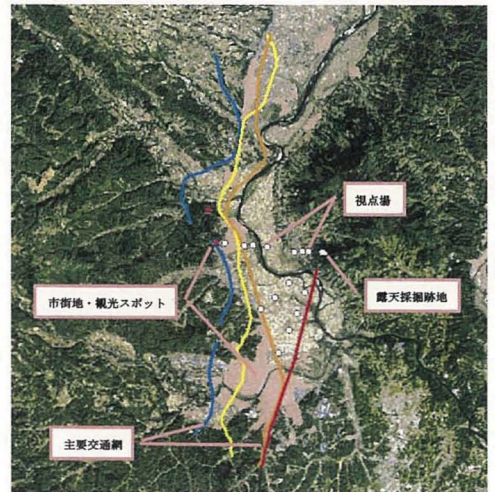 視点場
露天採掘跡地
市街地・観光スポット
主要交通網